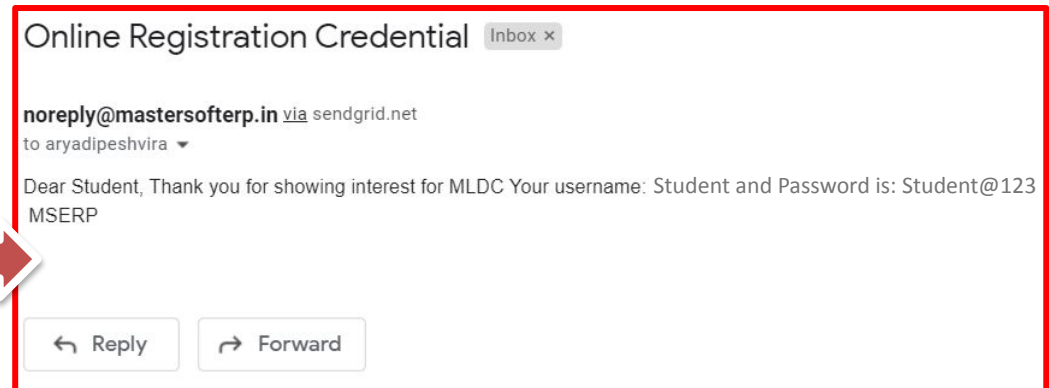 Online Registration Credential Inbox ×
noreply@mastersofterp.in via sendgrid.net
to aryadipeshvira
Dear Student, Thank you for showing interest for MLDC Your username: Student and Password is: Student@123
MSERP
Reply Forward